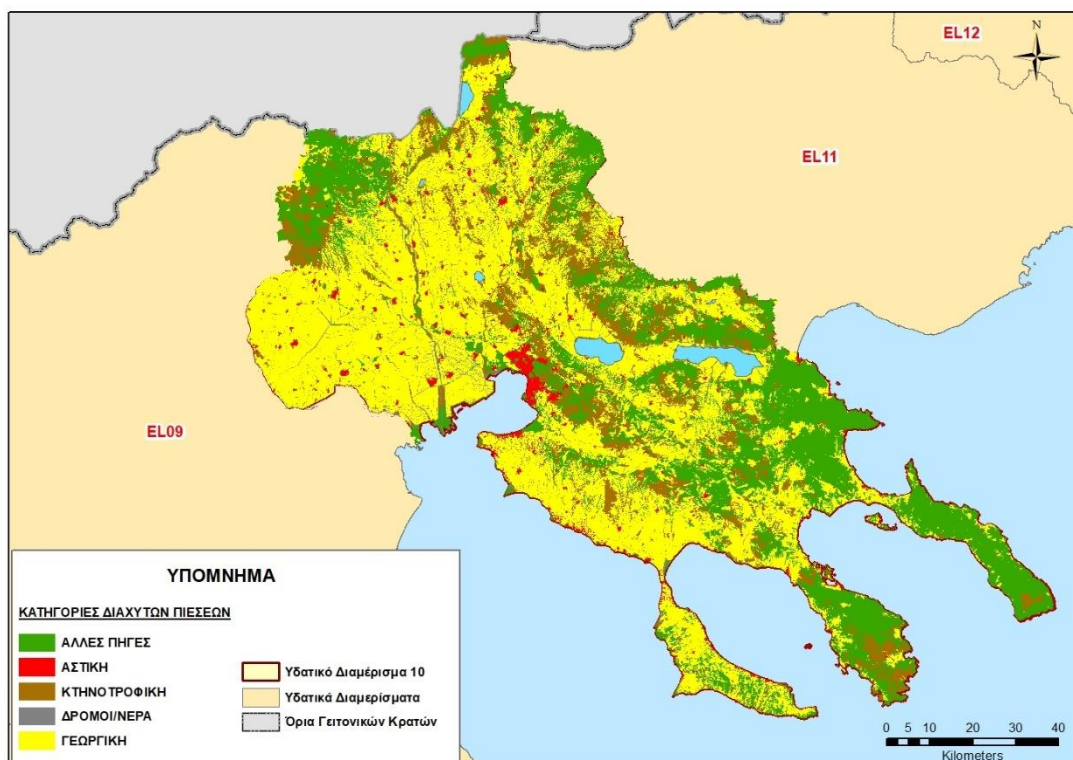 EL12
N
EL11
EL09
ΥΠΟΜΝΗΜΑ
ΚΑΤΗΓΟΡΙΕΣ ΔΙΑΧΥΤΩΝ ΠΙΕΣΕΩΝ
ΑΛΛΕΣ ΠΗΓΕΣ
ΑΣΤΙΚΗ
ΚΤΗΝΟΤΡΟΦΙΚΗ
ΔΡΟΜΟΙ/ΝΕΡΑ
ΓΕΩΡΓΙΚΗ
Υδατικό Διαμέρισμα 10
Υδατικά Διαμερίσματα
Όρια Γειτονικών Κρατών
0 5 10 20 30 40
Kilometers